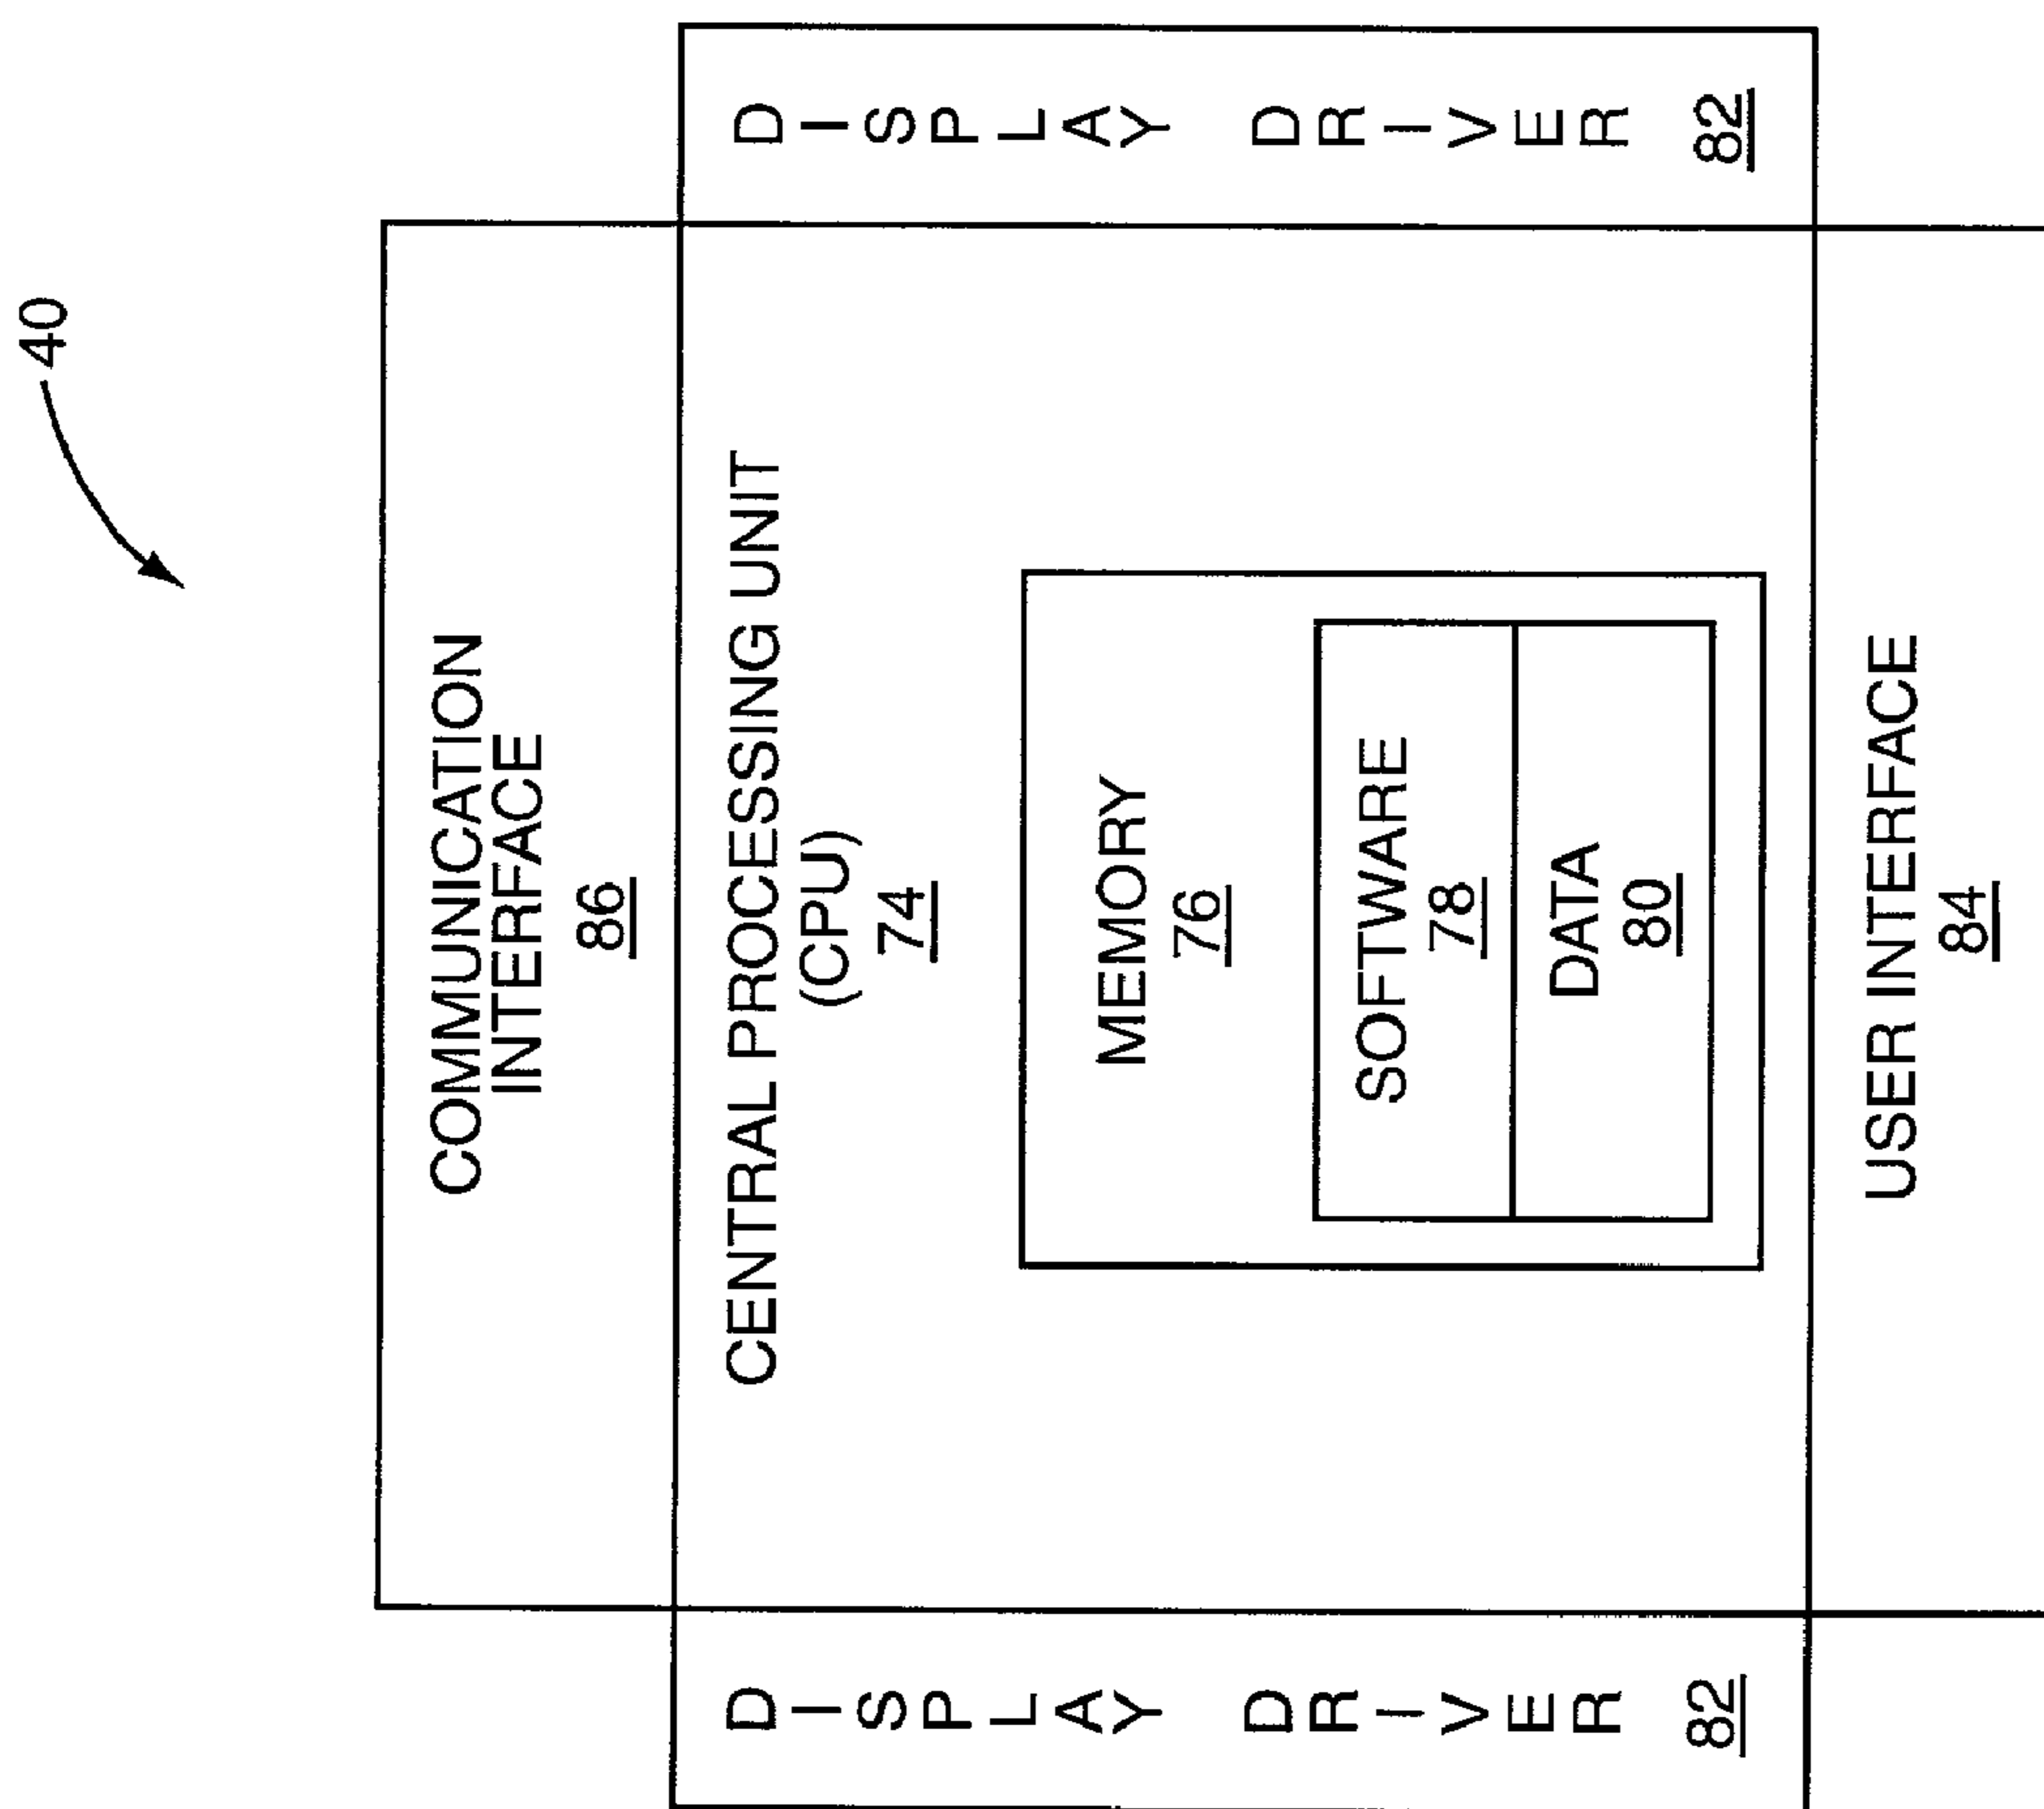 40
COMMUNICATION
INTERFACE
86
CENTRAL PROCESSING UNIT
(CPU)
74
MEMORY
76
SOFTWARE
78
DATA
80
DISPLAY DRIVER
82
DISPLAY DRIVER
82
USER INTERFACE
84